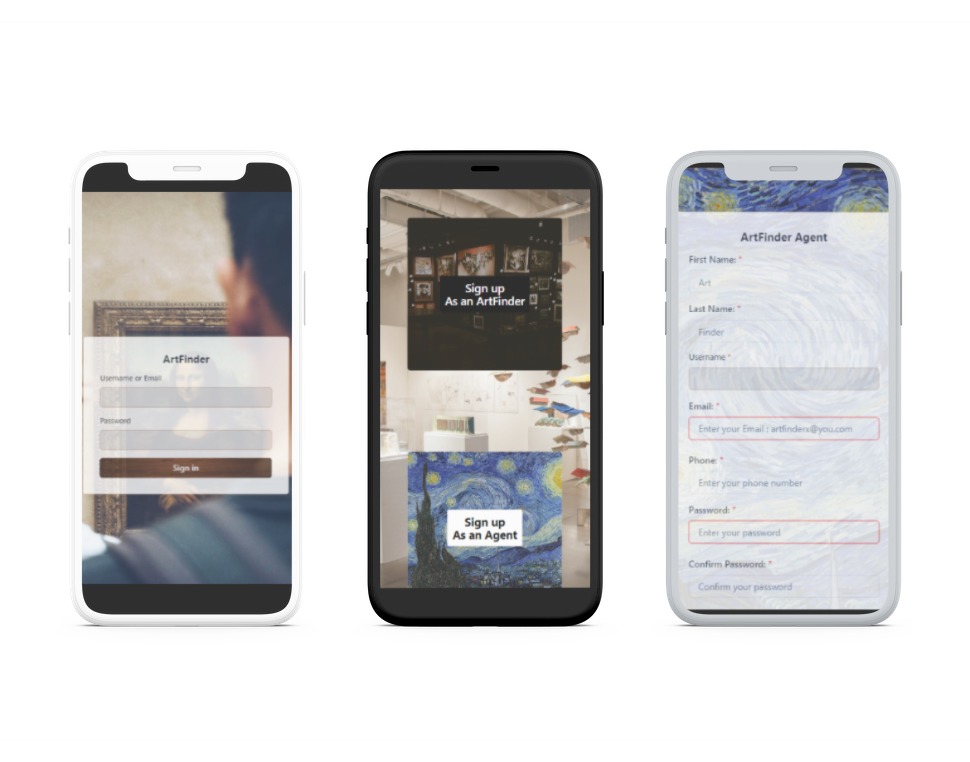 ArtFinder
Username or Email
Password
Sign in
Sign up
As an ArtFinder
Sign up
As an Agent
ArtFinder Agent
First Name: *
Art
Last Name: *
Finder
Username *
Email: *
Enter your Email : artfinders@you.com
Phone: *
Enter your phone number
Password: *
Enter your password
Confirm Password: *
Confirm your password